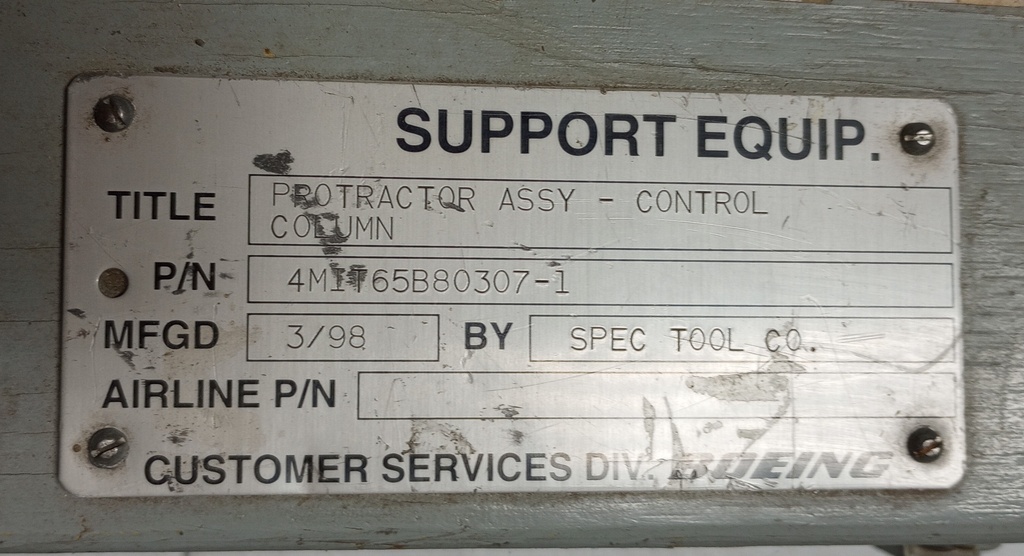 SUPPORT EQUIP.
TITLE PROTRACTOR ASSY - CONTROL
COLUMN
P/N 4MIT65B80307-1
MFGD 3/98 BY SPEC TOOL CO.
AIRLINE P/N
CUSTOMER SERVICES DIV. BOEING